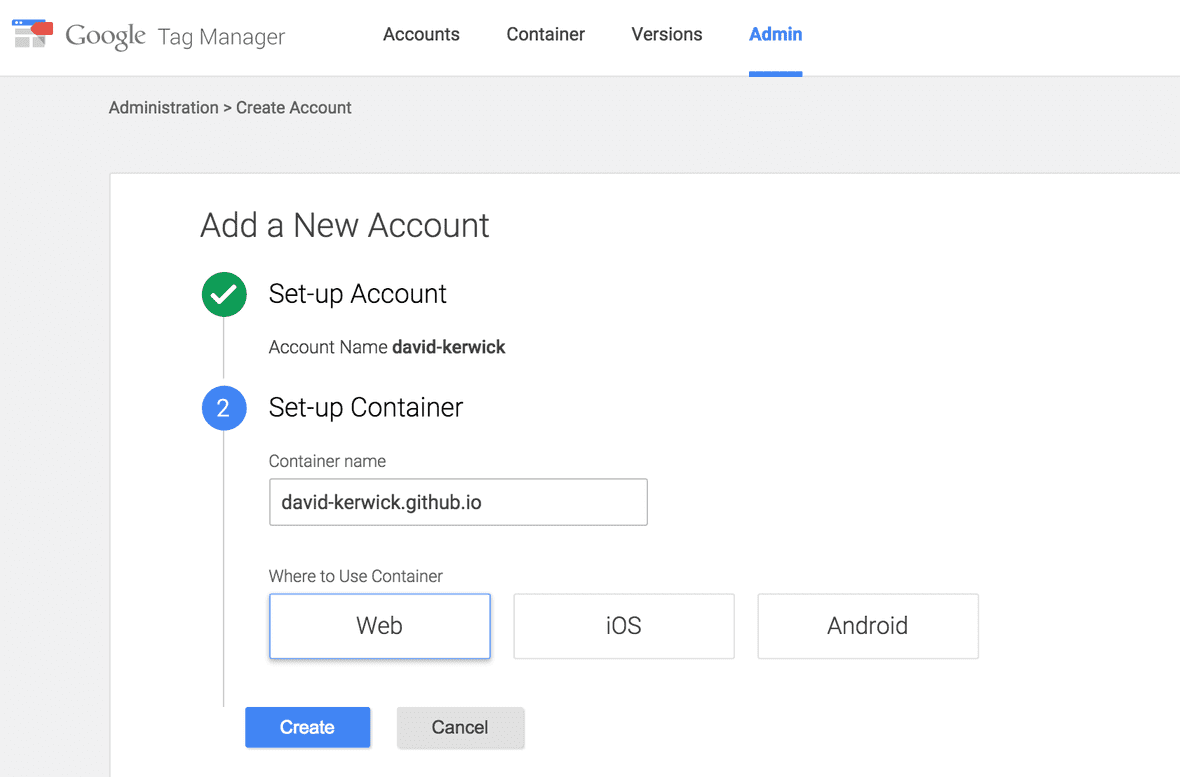 Google Tag Manager Accounts Container Versions Admin
Administration > Create Account
Add a New Account
Set-up Account
Account Name david-kerwick
2 Set-up Container
Container name
david-kerwick.github.io
Where to Use Container
Web iOS Android
Create Cancel